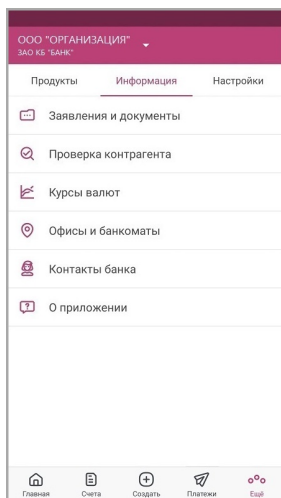 ООО "ОРГАНИЗАЦИЯ"
ЗАО КБ "БАНК"
Продукты Информация Настройки
Заявления и документы
Проверка контрагента
Курсы валют
Офисы и банкоматы
Контакты банка
О приложении
Главная Счета Создать Платежи Ещё